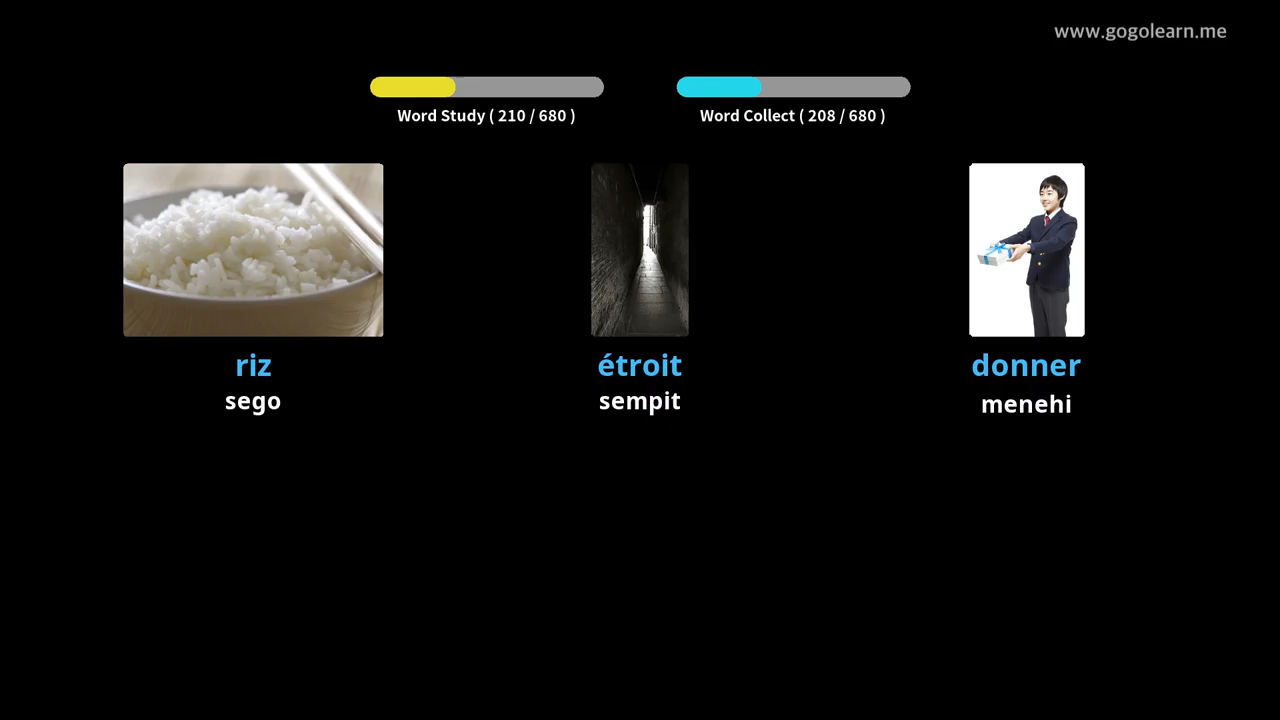 www.gogolearn.me
Word Study ( 210 / 680 )
Word Collect ( 208 / 680 )
riz
sego
étroit
sempit
donner
menehi